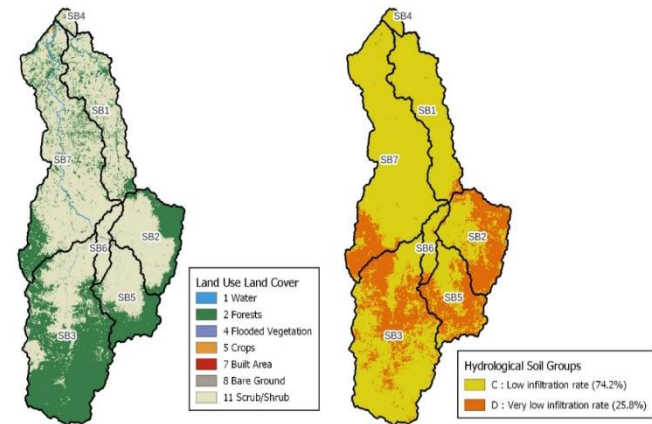 SB4
SB1
SB7
SB2
SB6
SB5
SB3
Land Use Land Cover
1 Water
2 Forests
4 Flooded Vegetation
5 Crops
7 Built Area
8 Bare Ground
11 Scrub/Shrub
SB4
SB1
SB7
SB2
SB6
SB5
SB3
Hydrological Soil Groups
C : Low infiltration rate (74.2%)
D : Very low infiltration rate (25.8%)